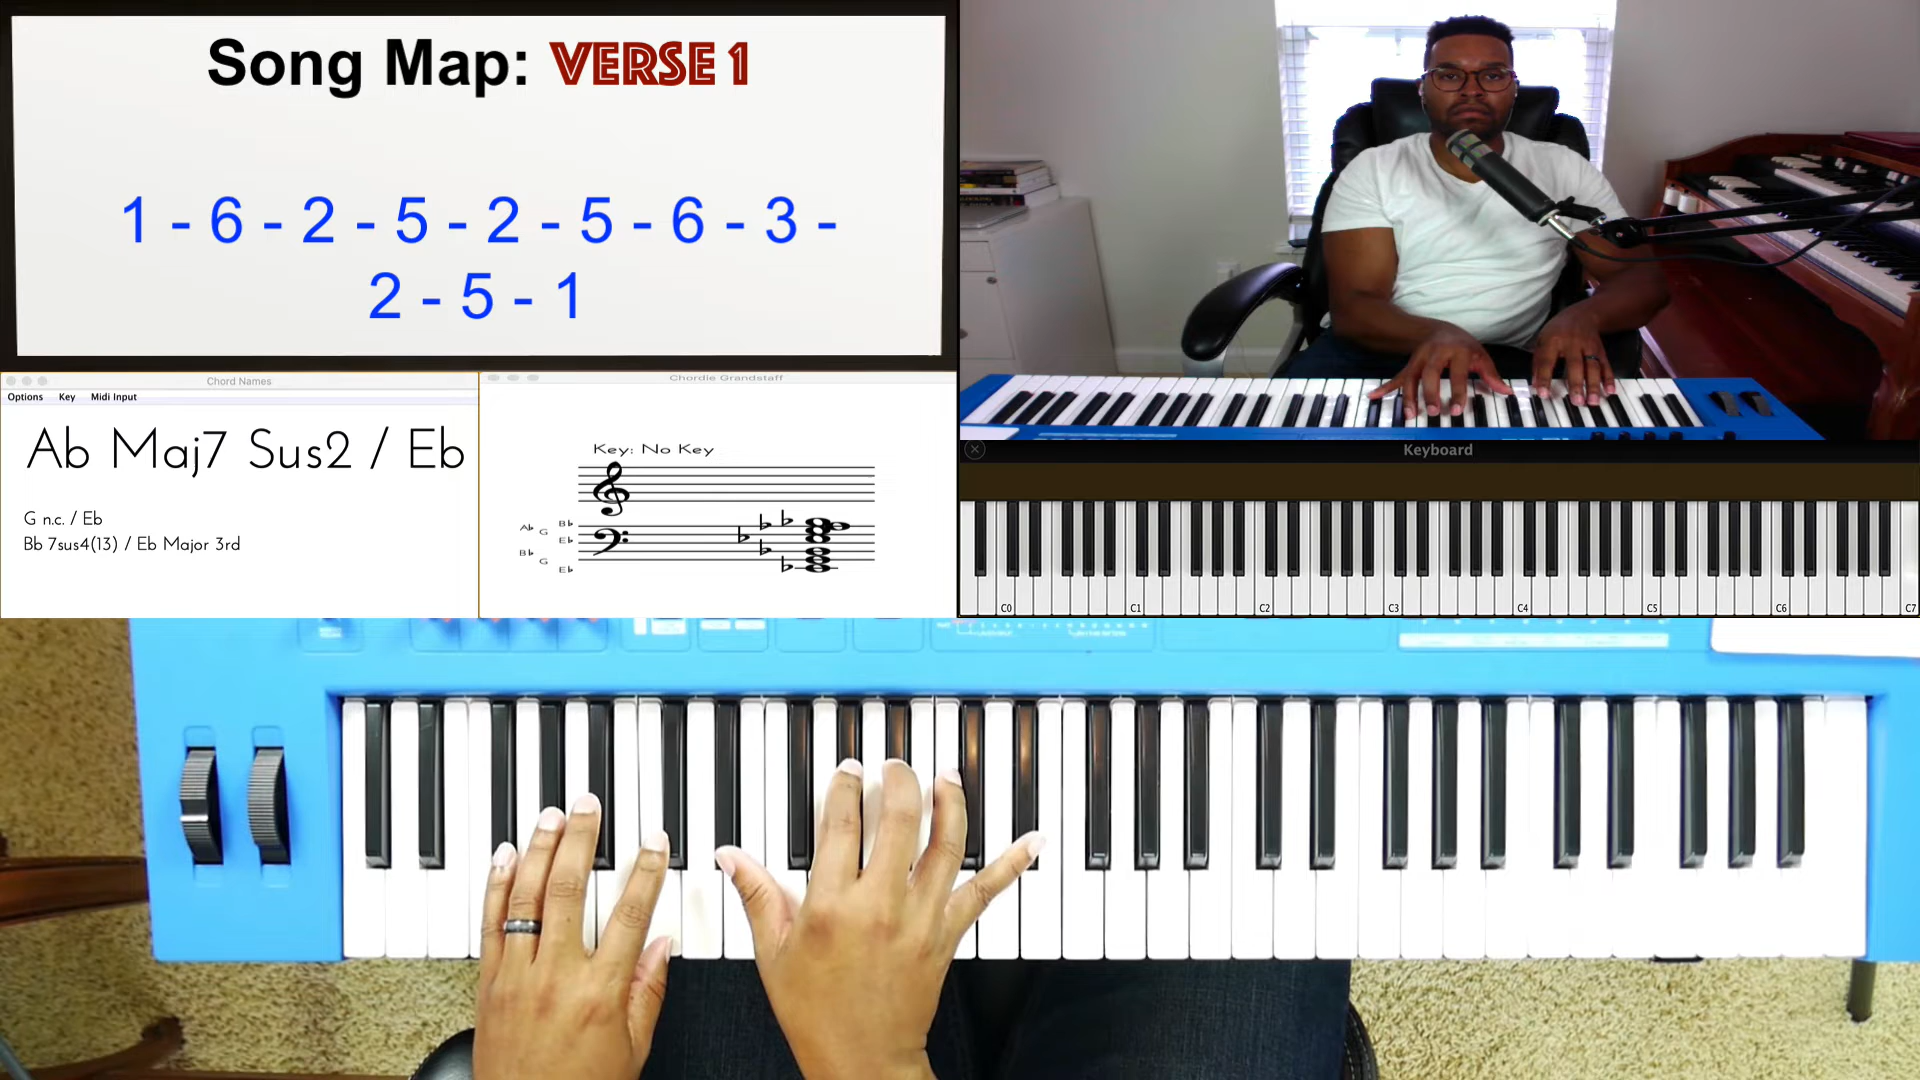 Song Map: VERSE 1
1 - 6 - 2 - 5 - 2 - 5 - 6 - 3 -
2 - 5 - 1
Chord Names
Options Key Midi Input
Ab Maj7 Sus2 / Eb
G n.c. / Eb
Bb 7sus4(13) / Eb Major 3rd
Chordie Grandstaff
Key: No Key
B♭
A♭
G
E♭
B♭
G
E♭
Keyboard
C0 C1 C2 C3 C4 C5 C6 C7